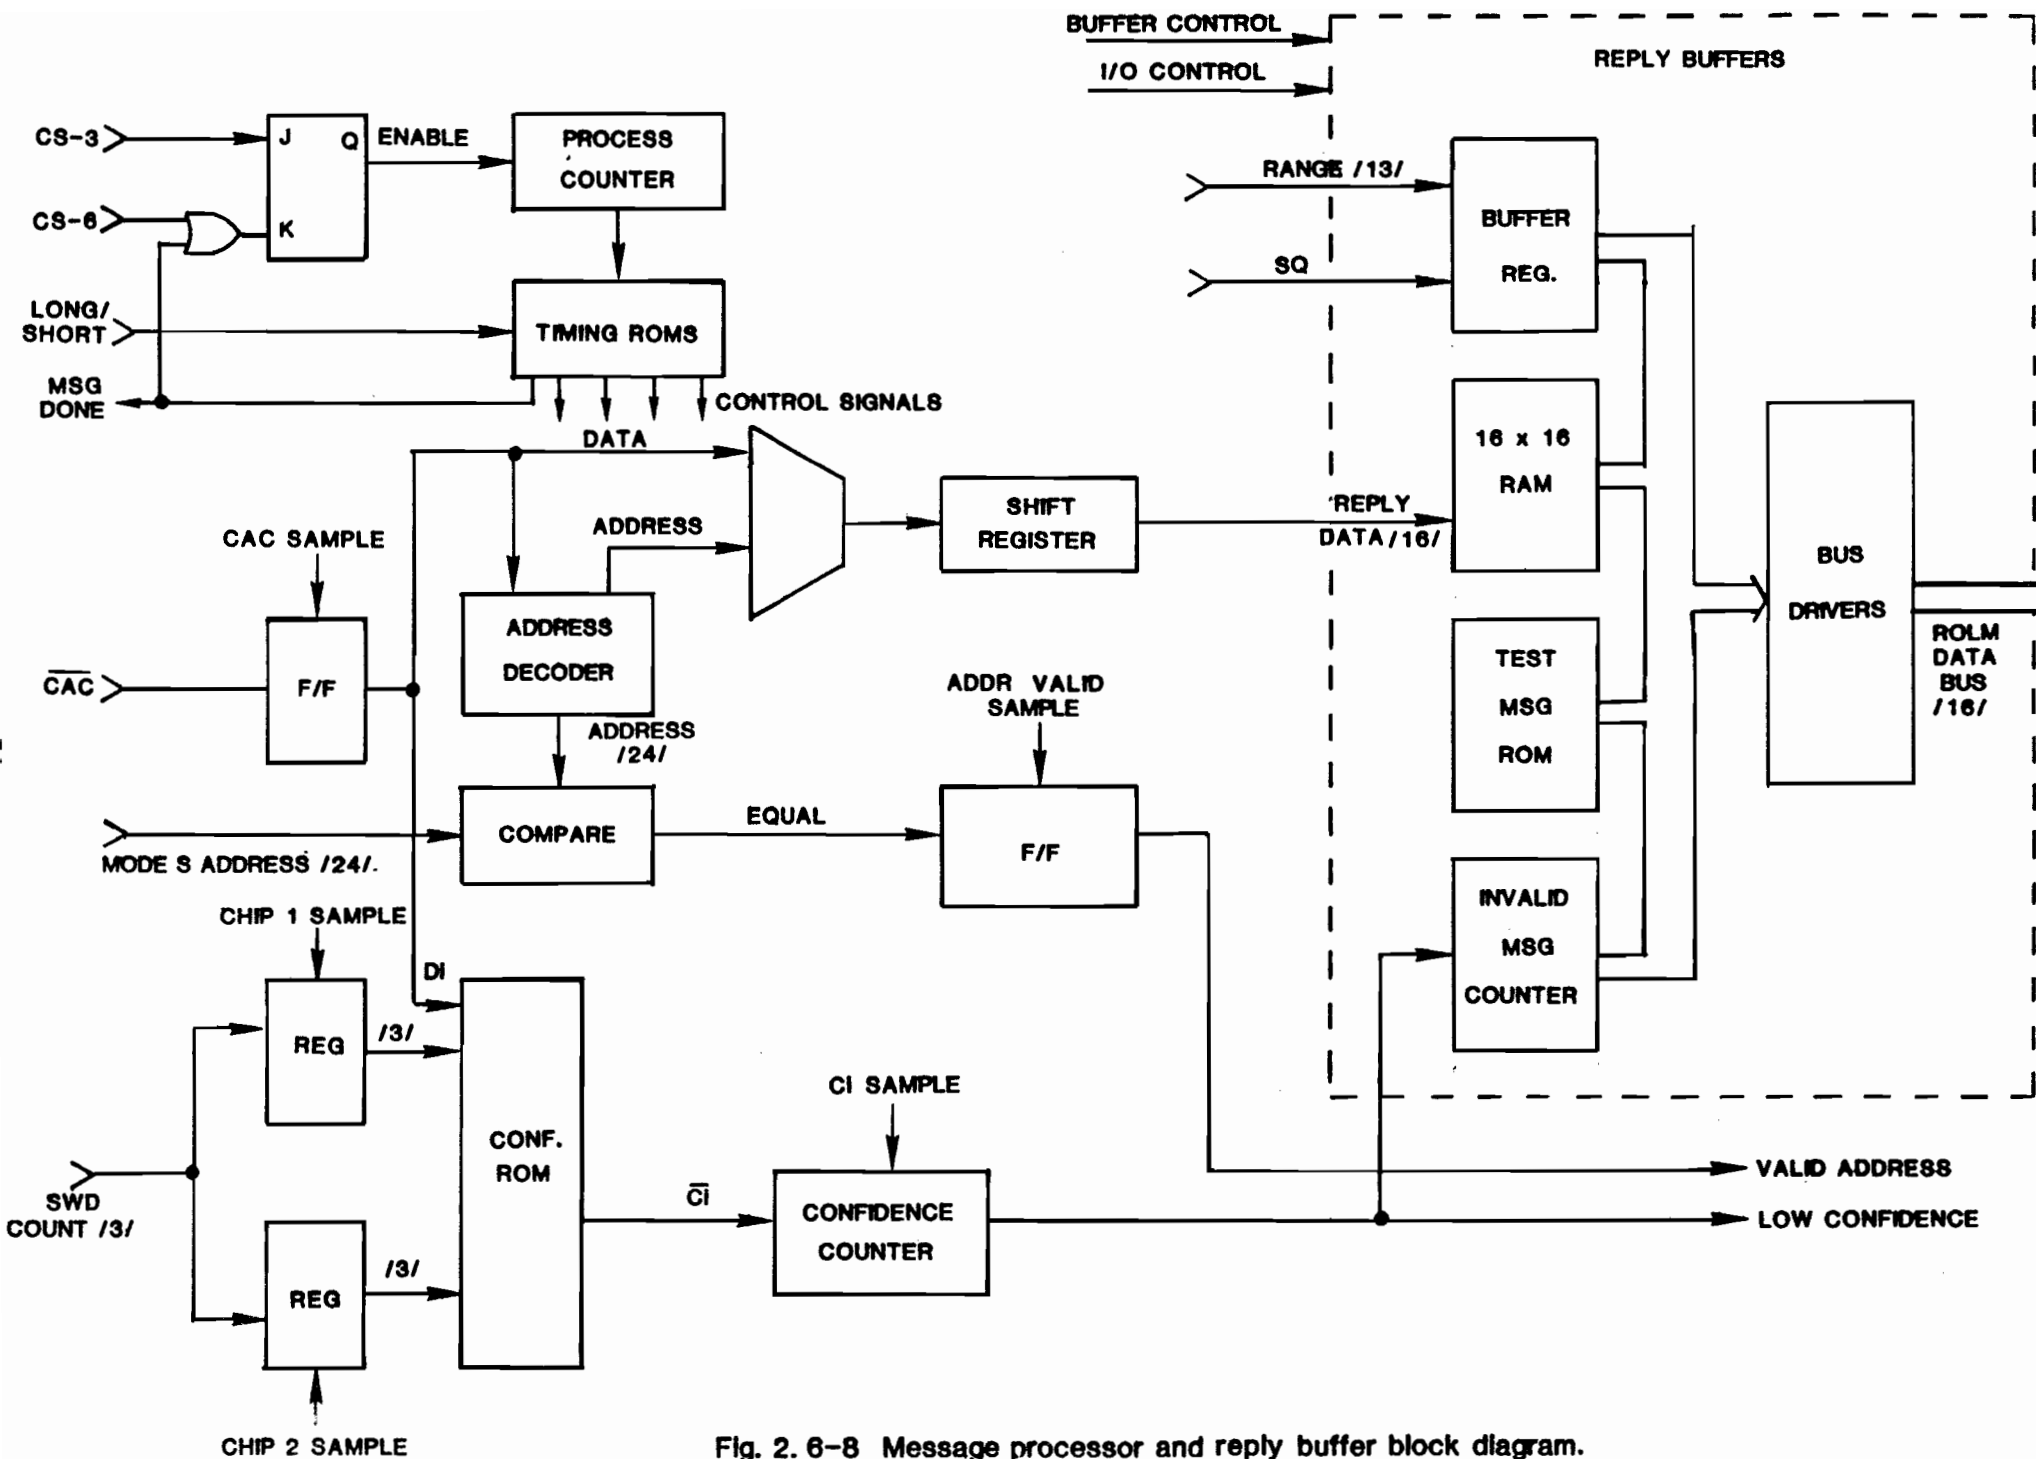 BUFFER CONTROL
I/O CONTROL
REPLY BUFFERS
CS-3
J
Q
ENABLE
PROCESS
COUNTER
CS-6
K
RANGE /13/
SQ
BUFFER
REG.
LONG/
SHORT
TIMING ROMS
MSG
DONE
CONTROL SIGNALS
DATA
16 x 16
RAM
CAC SAMPLE
ADDRESS
SHIFT
REGISTER
REPLY
DATA/16/
BUS
DRIVERS
C̅A̅C̅
F/F
ADDRESS
DECODER
ADDRESS
/24/
ADDR VALID
SAMPLE
TEST
MSG
ROM
ROLM
DATA
BUS
/16/
MODE S ADDRESS /24/.
COMPARE
EQUAL
F/F
INVALID
MSG
COUNTER
CHIP 1 SAMPLE
DI
REG
/3/
CONF.
ROM
CI SAMPLE
SWD
COUNT /3/
C̅I̅
CONFIDENCE
COUNTER
VALID ADDRESS
LOW CONFIDENCE
REG
/3/
CHIP 2 SAMPLE
Fig. 2. 6-8 Message processor and reply buffer block diagram.